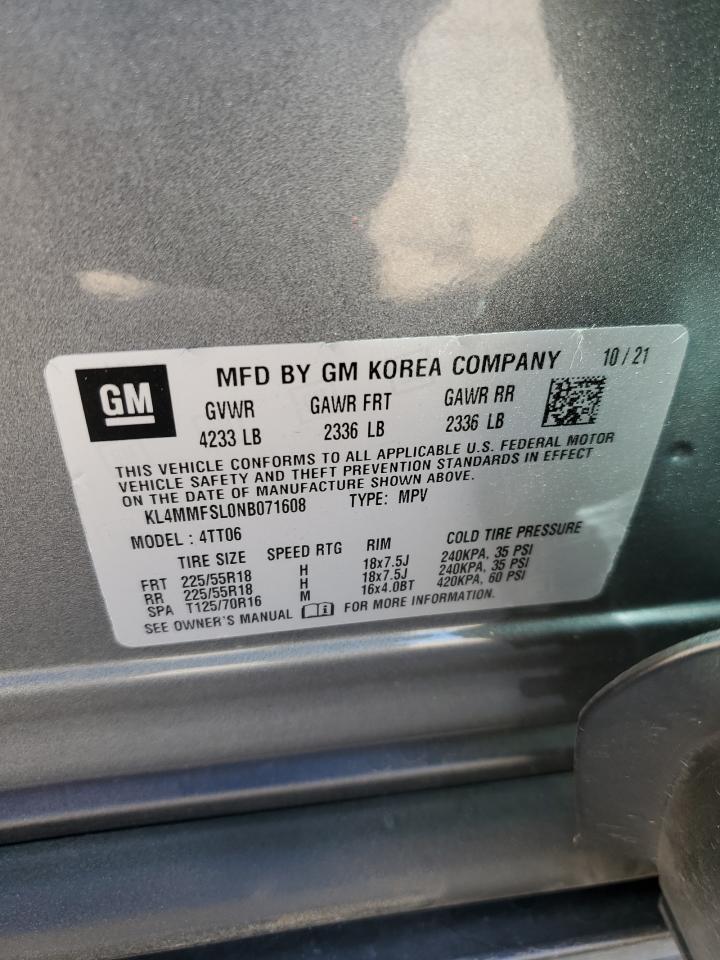 GM
MFD BY GM KOREA COMPANY 10 / 21
GVWR GAWR FRT GAWR RR
4233 LB 2336 LB 2336 LB
THIS VEHICLE CONFORMS TO ALL APPLICABLE U.S. FEDERAL MOTOR
VEHICLE SAFETY AND THEFT PREVENTION STANDARDS IN EFFECT
ON THE DATE OF MANUFACTURE SHOWN ABOVE.
KL4MMFSL0NB071608 TYPE: MPV
MODEL : 4TT06
TIRE SIZE SPEED RTG RIM COLD TIRE PRESSURE
FRT 225/55R18 H 18x7.5J 240KPA, 35 PSI
RR 225/55R18 H 18x7.5J 240KPA, 35 PSI
SPA T125/70R16 M 16x4.0BT 420KPA, 60 PSI
SEE OWNER'S MANUAL FOR MORE INFORMATION.